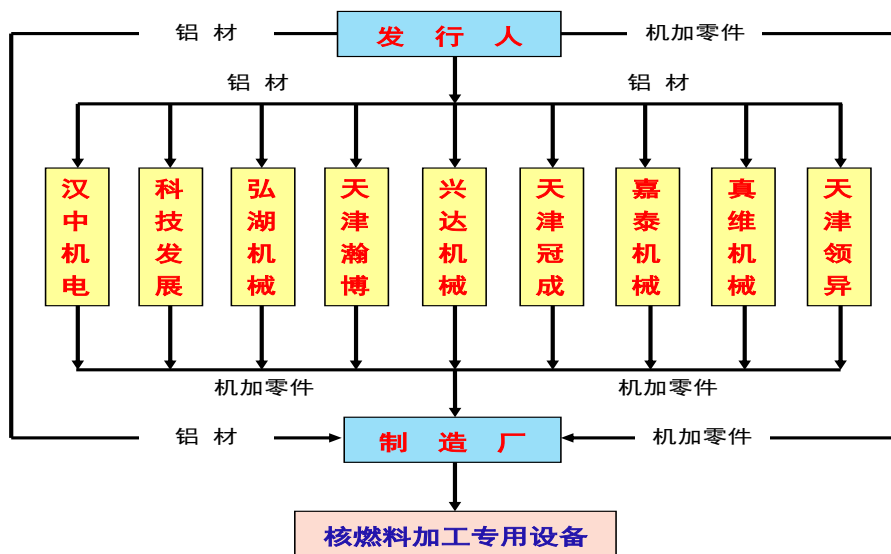 铝 材
发 行 人
机加零件
铝 材
铝 材
汉中机电
科技发展
弘湖机械
天津瀚博
兴达机械
天津冠成
嘉泰机械
真维机械
天津领异
机加零件
机加零件
铝 材
制 造 厂
机加零件
核燃料加工专用设备